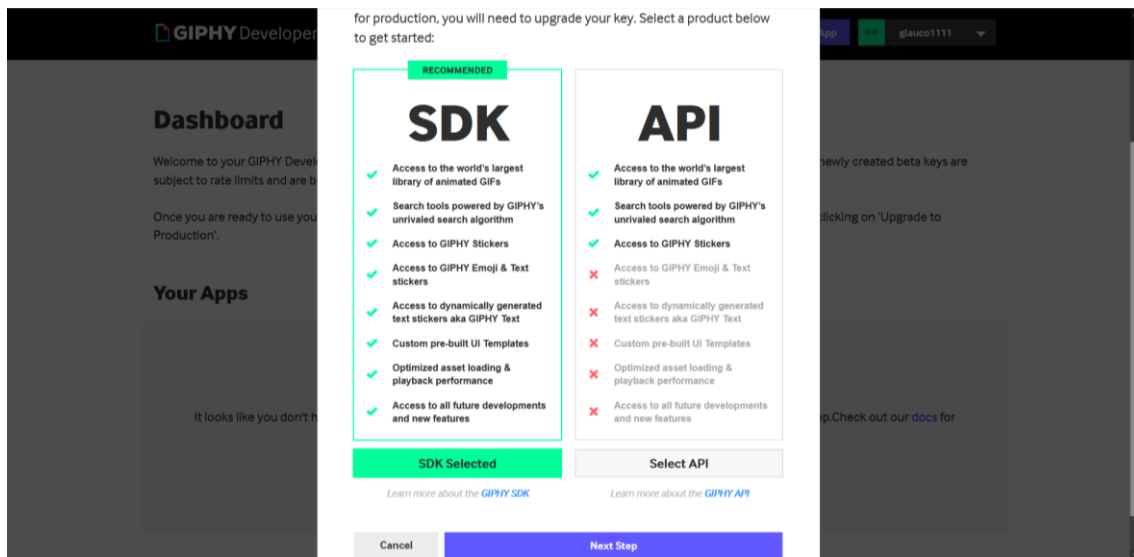 for production, you will need to upgrade your key. Select a product below
to get started:
GIPHY Developer
App
glauco1111
RECOMMENDED
SDK
Access to the world's largest
library of animated GIFs
Search tools powered by GIPHY's
unrivaled search algorithm
Access to GIPHY Stickers
Access to GIPHY Emoji & Text
stickers
Access to dynamically generated
text stickers aka GIPHY Text
Custom pre-built UI Templates
Optimized asset loading &
playback performance
Access to all future developments
and new features
SDK Selected
Learn more about the GIPHY SDK
API
Access to the world's largest
library of animated GIFs
Search tools powered by GIPHY's
unrivaled search algorithm
Access to GIPHY Stickers
Access to GIPHY Emoji & Text
stickers
Access to dynamically generated
text stickers aka GIPHY Text
Custom pre-built UI Templates
Optimized asset loading &
playback performance
Access to all future developments
and new features
Select API
Learn more about the GIPHY API
Cancel
Next Step
Dashboard
Welcome to your GIPHY Devel newly created beta keys are
subject to rate limits and are b
Once you are ready to use you clicking on 'Upgrade to
Production'.
Your Apps
It looks like you don't h pp.Check out our docs for